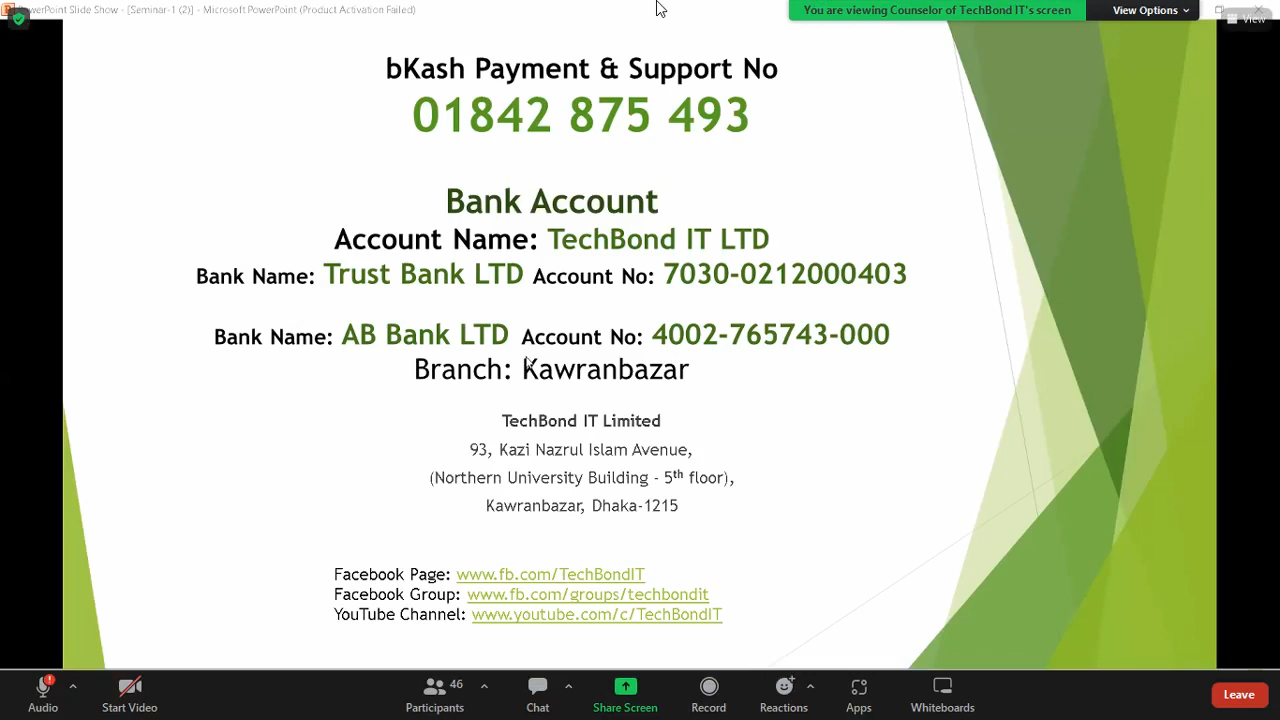 PowerPoint Slide Show - [Seminar-1 (2)] - Microsoft PowerPoint (Product Activation Failed)
You are viewing Counselor of TechBond IT's screen
View Options
View
bKash Payment & Support No
01842 875 493
Bank Account
Account Name: TechBond IT LTD
Bank Name: Trust Bank LTD Account No: 7030-0212000403
Bank Name: AB Bank LTD Account No: 4002-765743-000
Branch: Kawranbazar
TechBond IT Limited
93, Kazi Nazrul Islam Avenue,
(Northern University Building - 5th floor),
Kawranbazar, Dhaka-1215
Facebook Page: www.fb.com/TechBondIT
Facebook Group: www.fb.com/groups/techbondit
YouTube Channel: www.youtube.com/c/TechBondIT
Audio
Start Video
46
Participants
Chat
Share Screen
Record
Reactions
Apps
Whiteboards
Leave